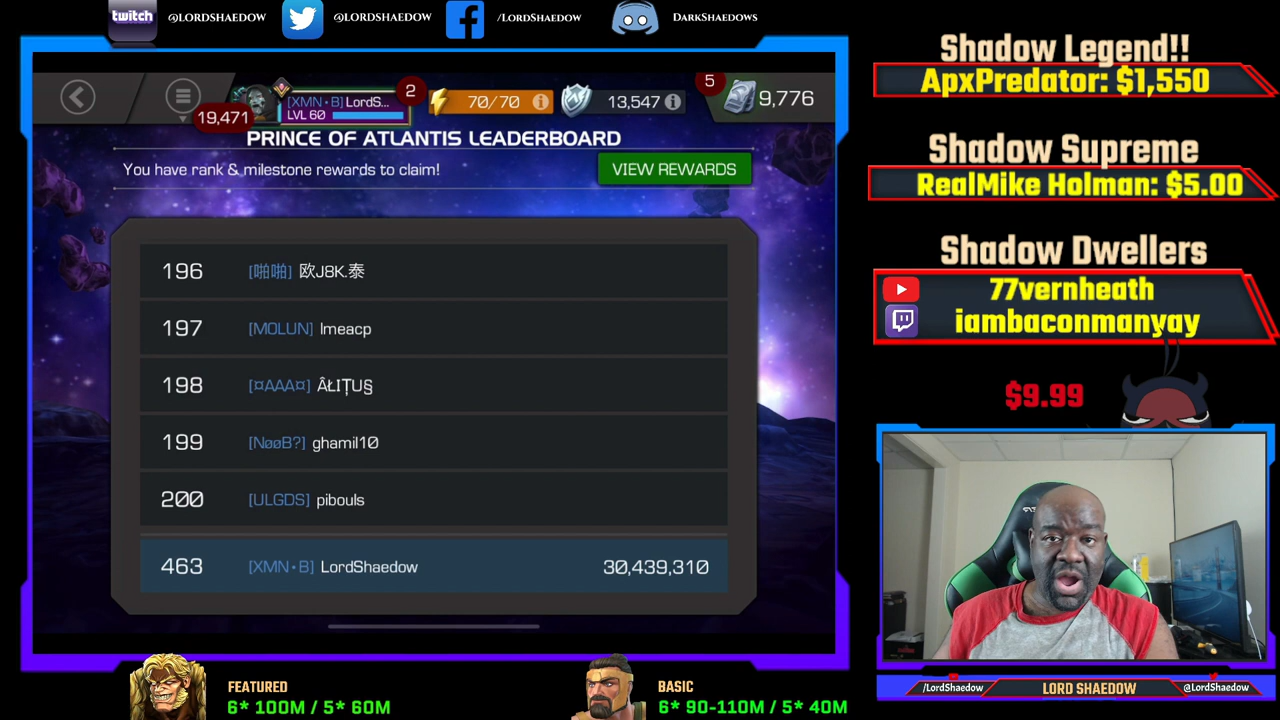 twitch @LORDSHAEDOW @LORDSHAEDOW /LORDSHAEDOW DARKSHAEDOWS
19,471 [XMN•B] LordS... 2 70/70 13,547 5 9,776
LVL 60
PRINCE OF ATLANTIS LEADERBOARD
You have rank & milestone rewards to claim! VIEW REWARDS
196 [啪啪] 欧J8K.泰
197 [MOLUN] lmeacp
198 [¤AAA¤] ÂŁIŢU§
199 [NøøB?] ghamil10
200 [ULGDS] pibouls
463 [XMN•B] LordShaedow 30,439,310
FEATURED
6* 100M / 5* 60M
BASIC
6* 90-110M / 5* 40M
Shadow Legend!!
ApxPredator: $1,550
Shadow Supreme
RealMike Holman: $5.00
Shadow Dwellers
77vernheath
iambaconmanyay
$9.99
/LordShaedow LORD SHAEDOW @LordShaedow